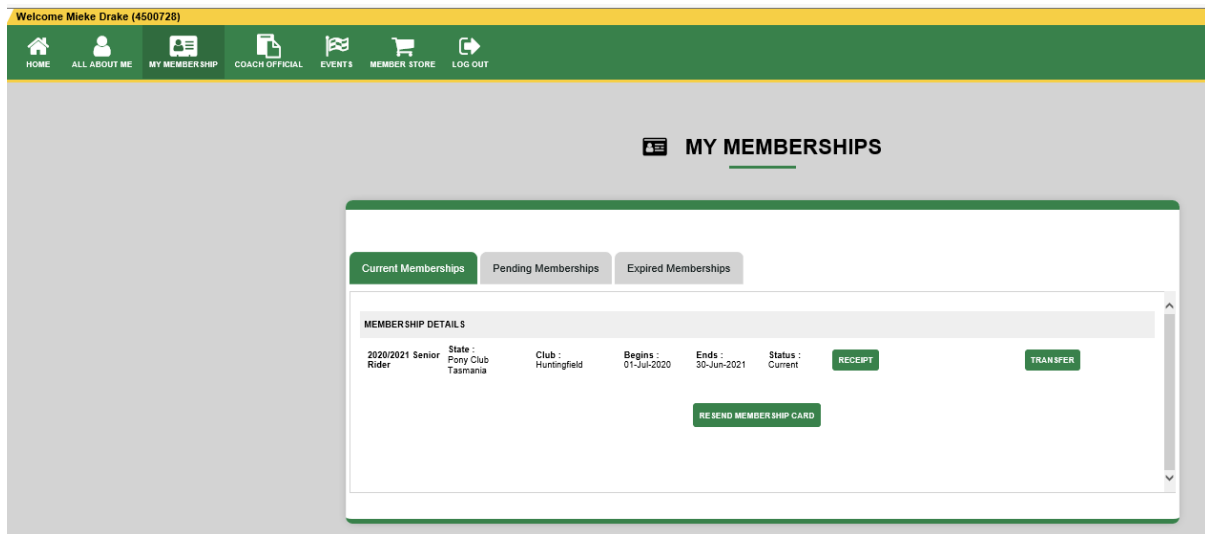 Welcome Mieke Drake (4500728)
HOME ALL ABOUT ME MY MEMBERSHIP COACH OFFICIAL EVENTS MEMBER STORE LOG OUT
MY MEMBERSHIPS
Current Memberships Pending Memberships Expired Memberships
MEMBERSHIP DETAILS
2020/2021 Senior Rider
State :
Pony Club
Tasmania
Club :
Huntingfield
Begins :
01-Jul-2020
Ends :
30-Jun-2021
Status :
Current
RECEIPT
TRANSFER
RESEND MEMBERSHIP CARD